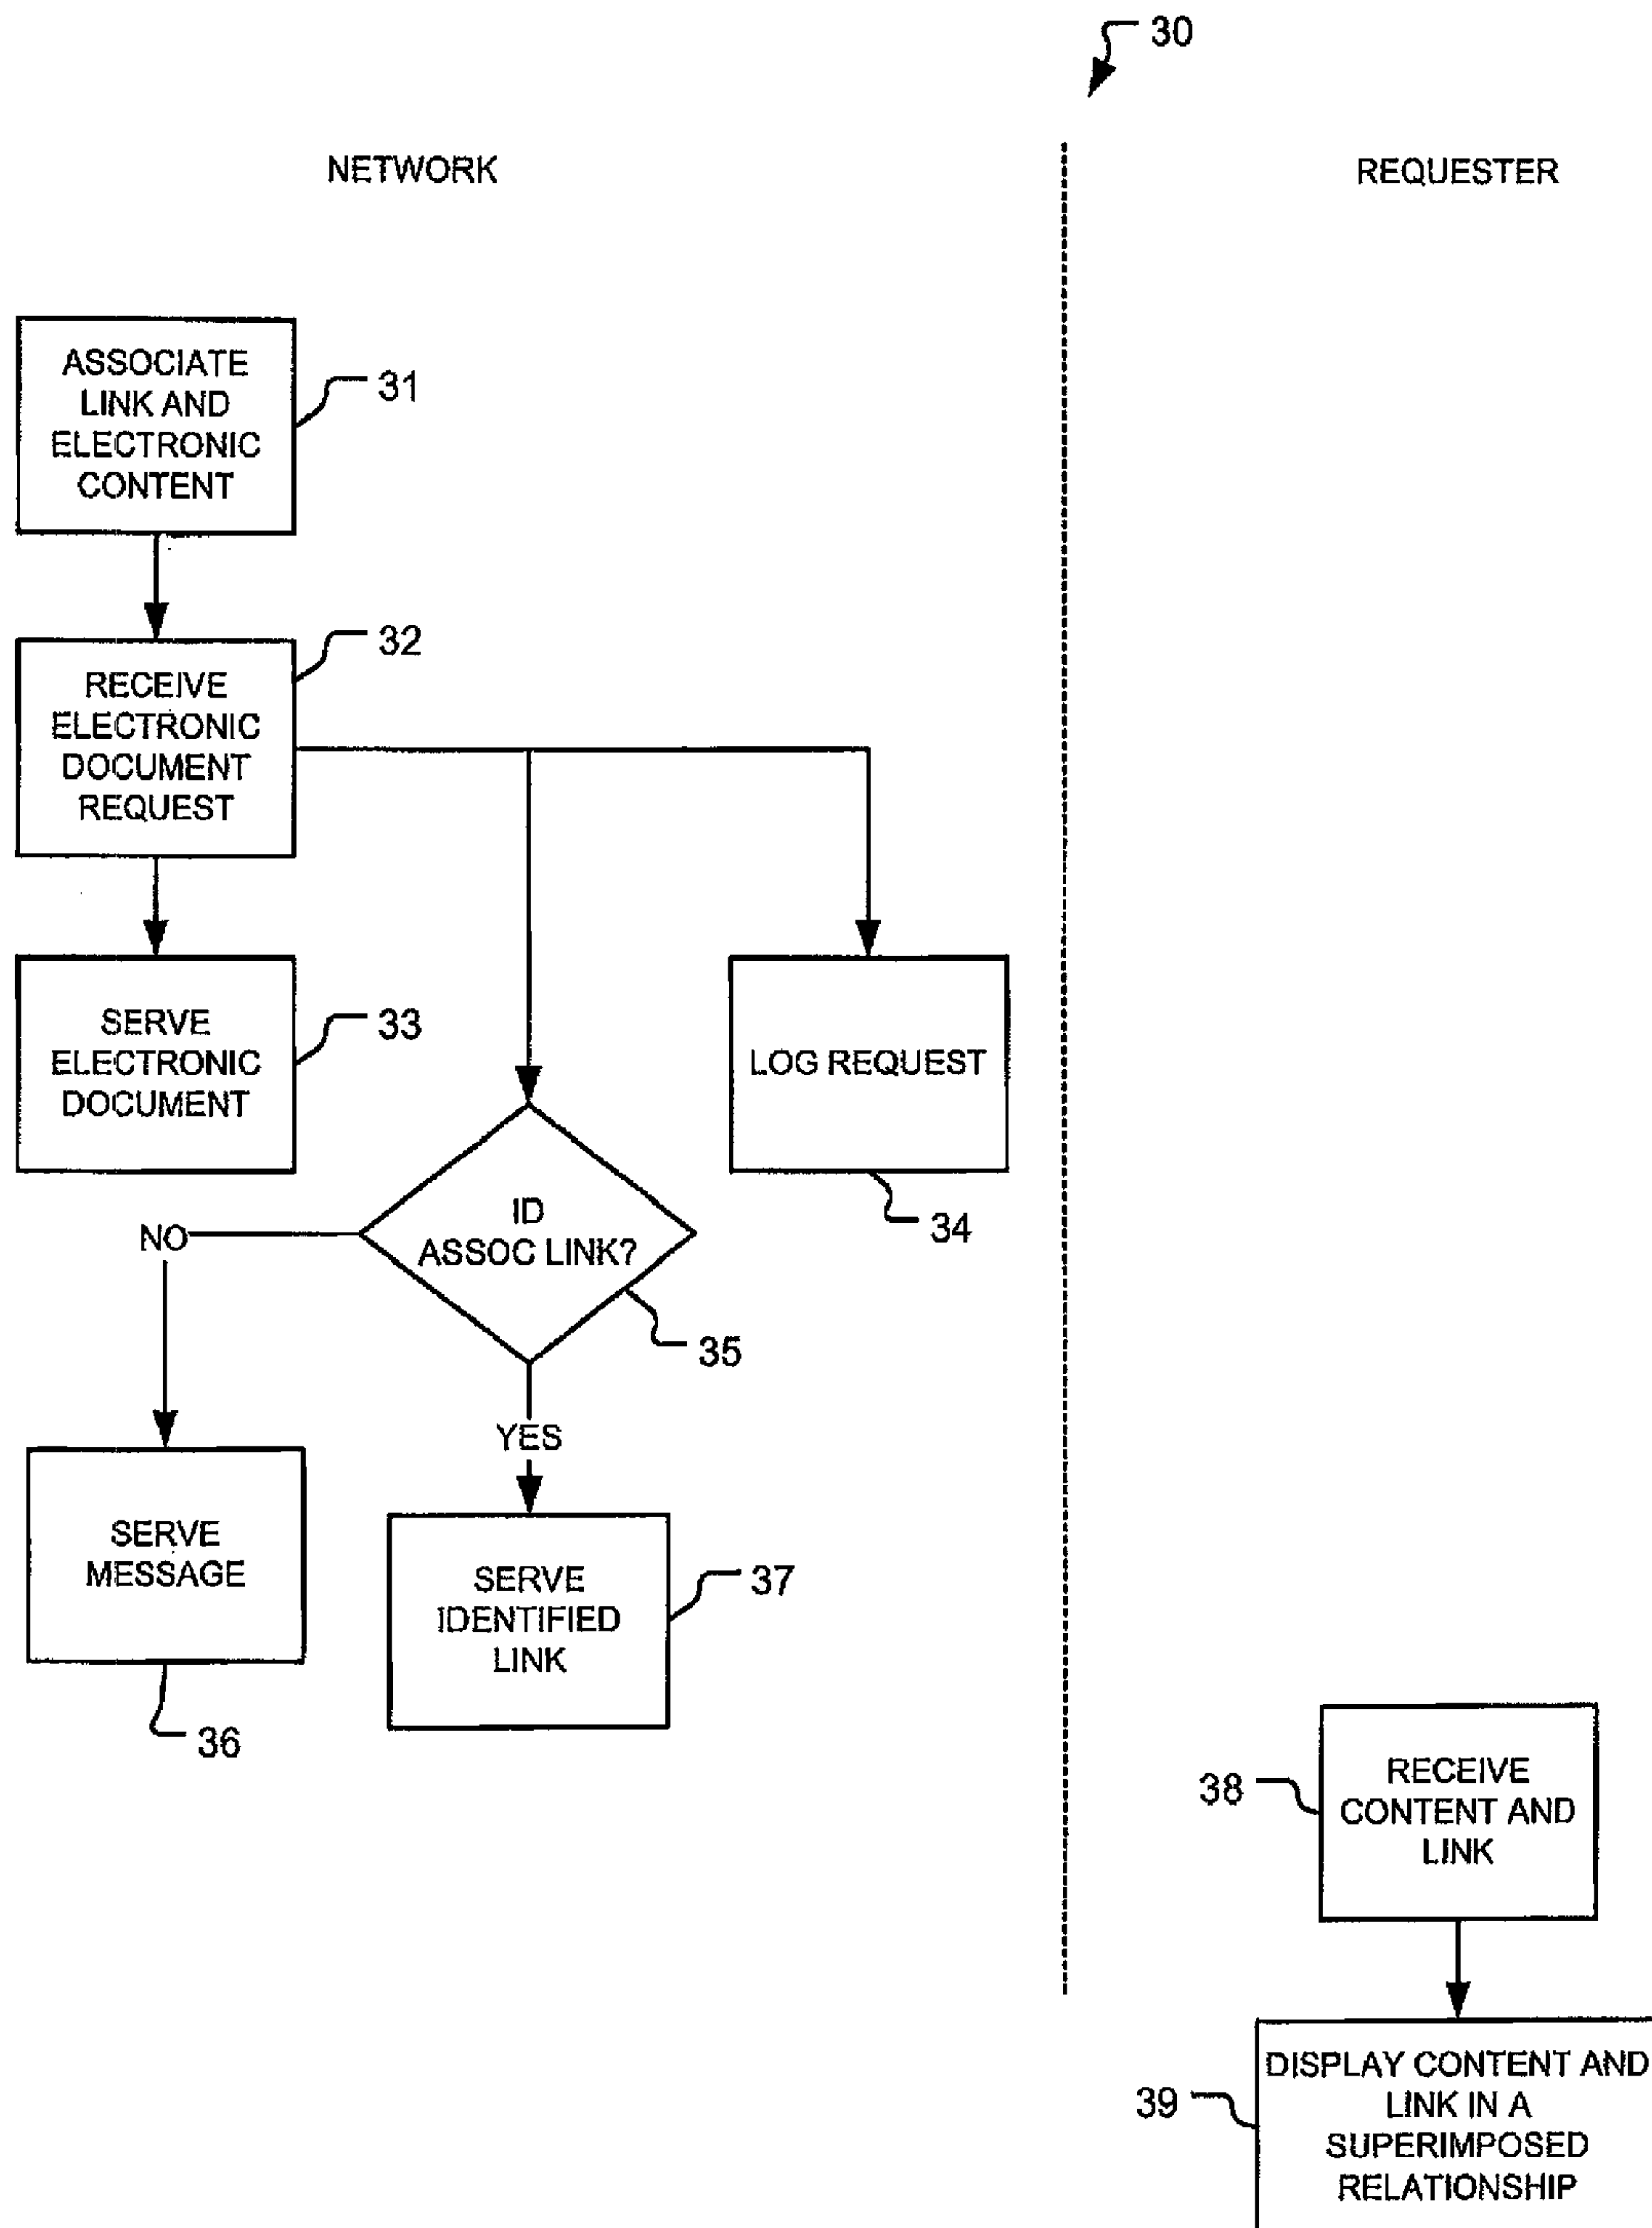 30
NETWORK
REQUESTER
ASSOCIATE
LINK AND
ELECTRONIC
CONTENT
31
RECEIVE
ELECTRONIC
DOCUMENT
REQUEST
32
SERVE
ELECTRONIC
DOCUMENT
33
LOG REQUEST
34
ID
ASSOC LINK?
35
NO
YES
SERVE
MESSAGE
36
SERVE
IDENTIFIED
LINK
37
38
RECEIVE
CONTENT AND
LINK
39
DISPLAY CONTENT AND
LINK IN A
SUPERIMPOSED
RELATIONSHIP